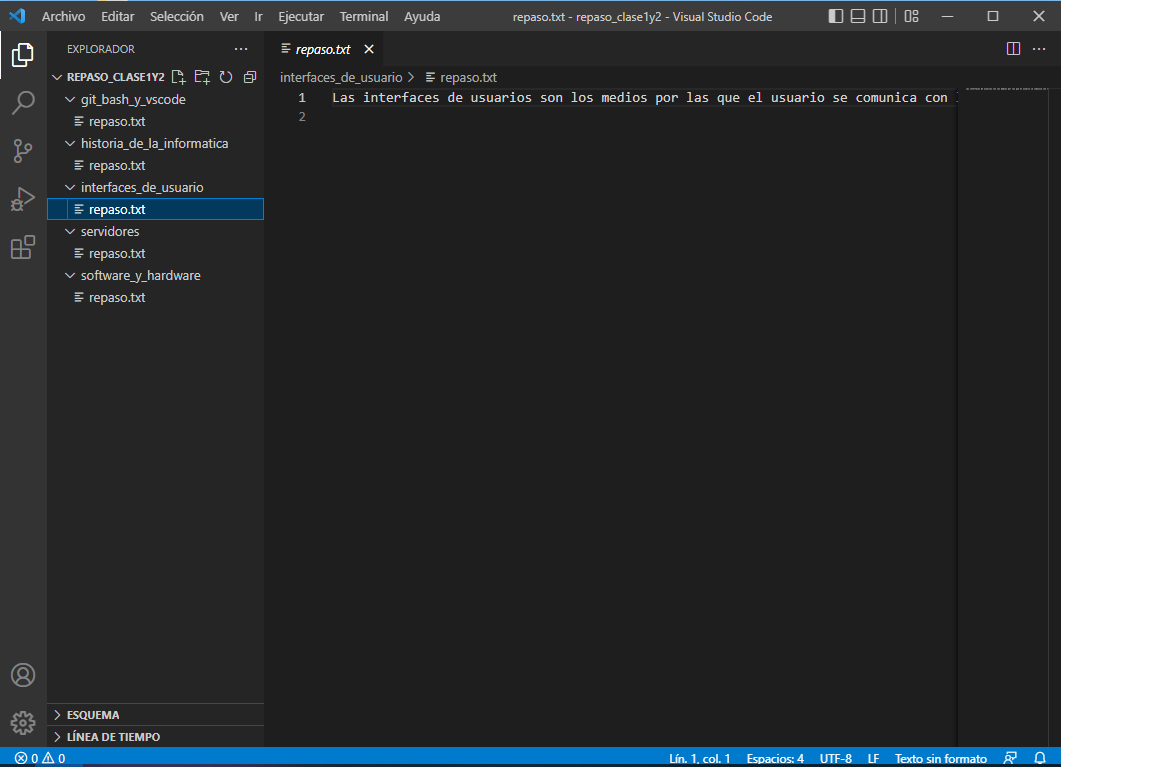 Archivo Editar Selección Ver Ir Ejecutar Terminal Ayuda repaso.txt - repaso_clase1y2 - Visual Studio Code
EXPLORADOR
repaso.txt
REPASO_CLASE1Y2
interfaces_de_usuario > repaso.txt
git_bash_y_vscode
repaso.txt
historia_de_la_informatica
repaso.txt
interfaces_de_usuario
repaso.txt
servidores
repaso.txt
software_y_hardware
repaso.txt
1 Las interfaces de usuarios son los medios por las que el usuario se comunica con
2
ESQUEMA
LÍNEA DE TIEMPO
0 0 Lín. 1, col. 1 Espacios: 4 UTF-8 LF Texto sin formato